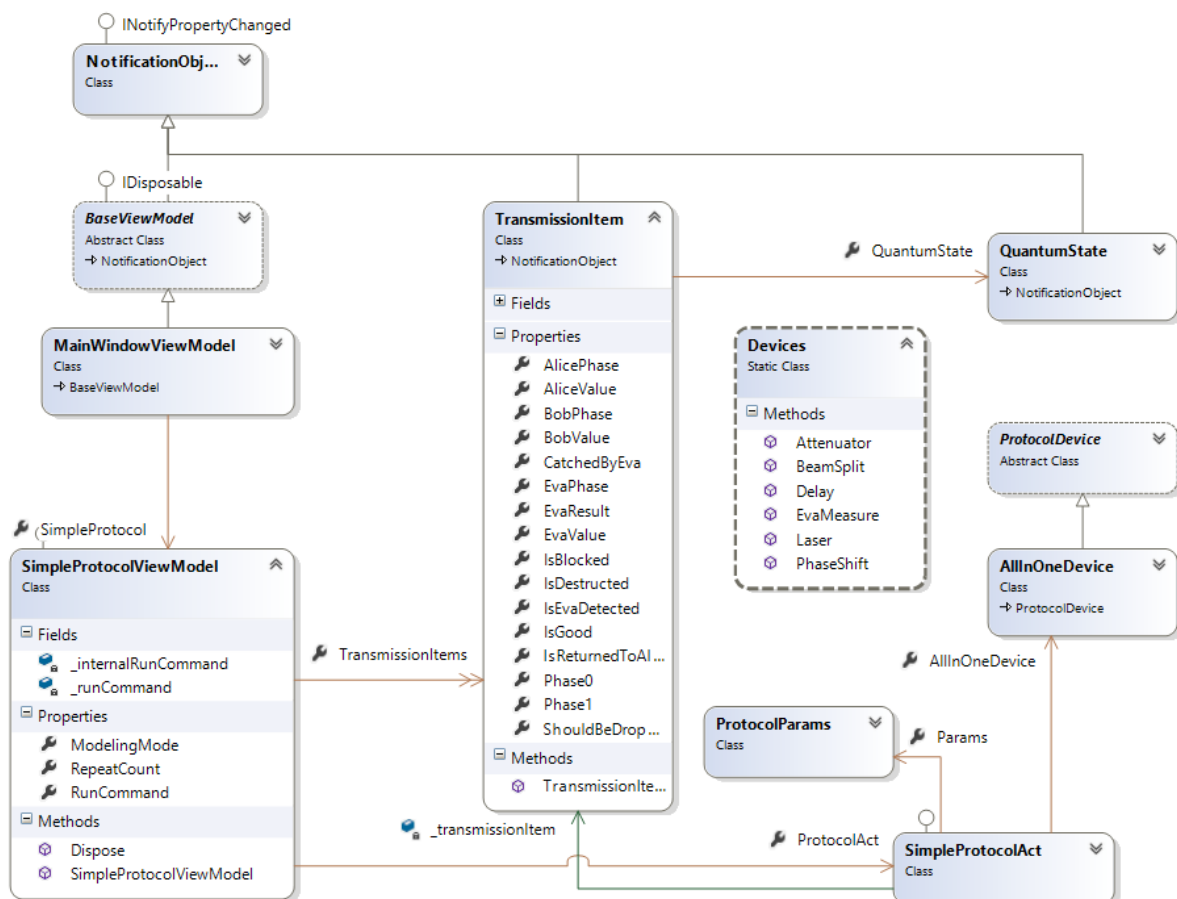 INotifyPropertyChanged
NotificationObj...
Class
IDisposable
BaseViewModel
Abstract Class
NotificationObject
MainWindowViewModel
Class
BaseViewModel
SimpleProtocol
SimpleProtocolViewModel
Class
Fields
_internalRunCommand
_runCommand
Properties
ModelingMode
RepeatCount
RunCommand
Methods
Dispose
SimpleProtocolViewModel
TransmissionItems
TransmissionItem
Class
NotificationObject
Fields
Properties
AlicePhase
AliceValue
BobPhase
BobValue
CatchedByEva
EvaPhase
EvaResult
EvaValue
IsBlocked
IsDestructed
IsEvaDetected
IsGood
IsReturnedToAl...
Phase0
Phase1
ShouldBeDrop...
Methods
TransmissionIte...
_transmissionItem
QuantumState
QuantumState
Class
NotificationObject
Devices
Static Class
Methods
Attenuator
BeamSplit
Delay
EvaMeasure
Laser
PhaseShift
ProtocolDevice
Abstract Class
AllInOneDevice
Class
ProtocolDevice
AllInOneDevice
ProtocolParams
Class
Params
ProtocolAct
SimpleProtocolAct
Class